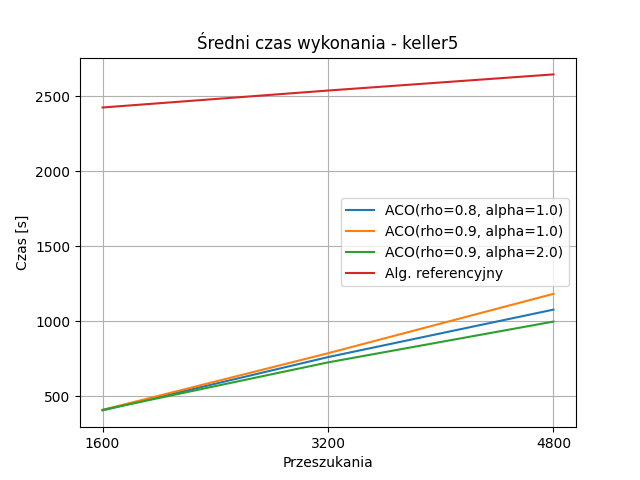 Średni czas wykonania - keller5
Czas [s]
2500
2000
1500
1000
500
ACO(rho=0.8, alpha=1.0)
ACO(rho=0.9, alpha=1.0)
ACO(rho=0.9, alpha=2.0)
Alg. referencyjny
1600 3200 4800
Przeszukania